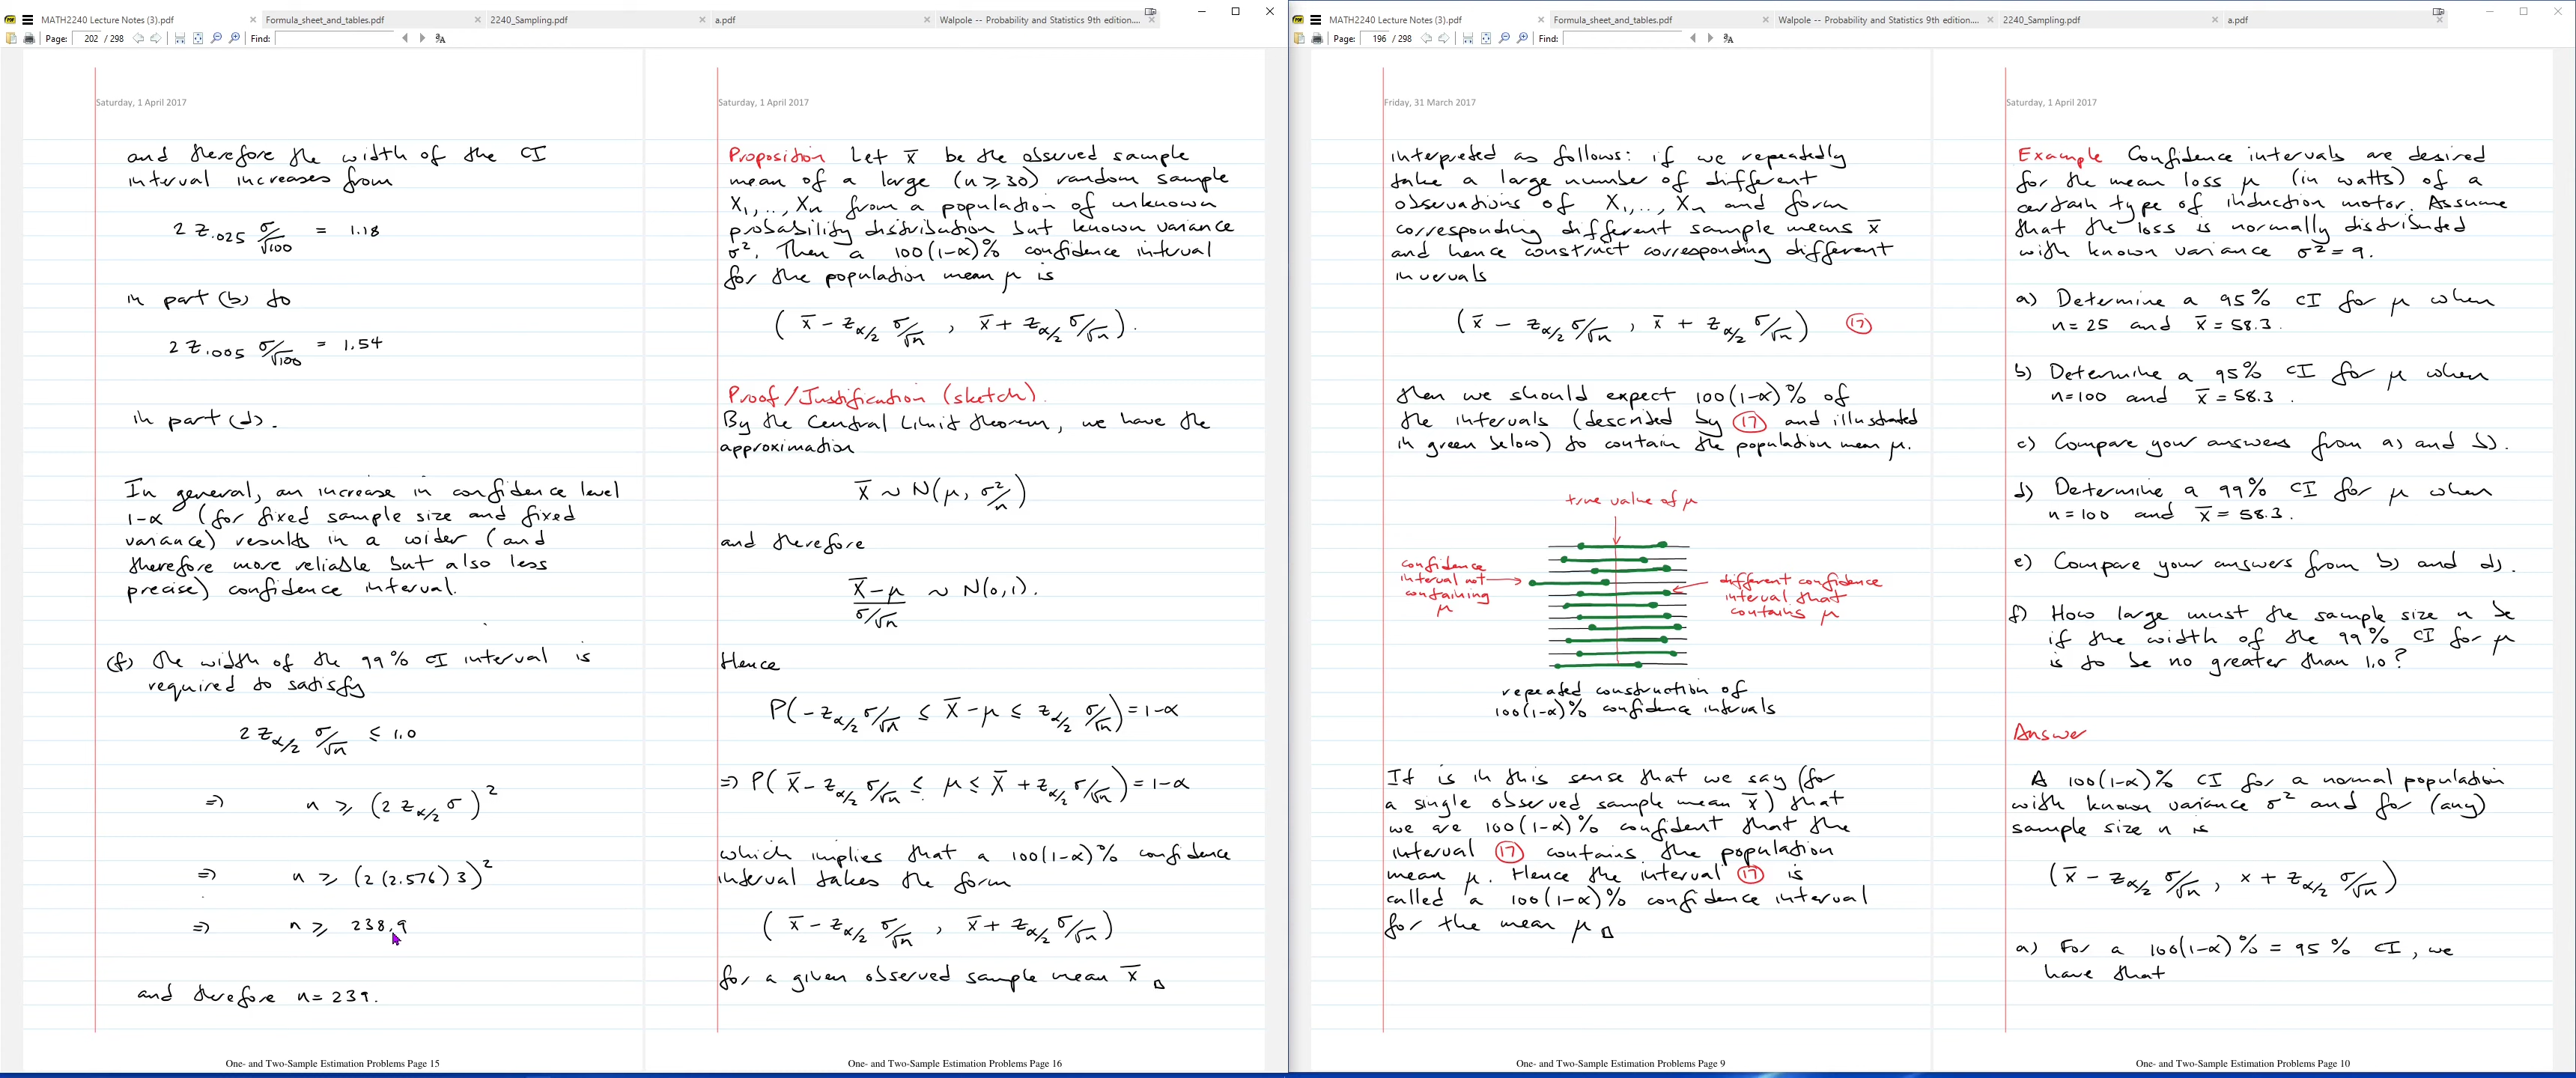 MATH2240 Lecture Notes (3).pdf × Formula_sheet_and_tables.pdf × 2240_Sampling.pdf × a.pdf × Walpole -- Probability and Statistics 9th edition.... ×
Page: 202 / 298 Find:
Saturday, 1 April 2017
and therefore the width of the CI
interval increases from
2 z.025 σ/√100 = 1.18
in part (b) to
2 z.005 σ/√100 = 1.54
in part (d).
In general, an increase in confidence level
1-α (for fixed sample size and fixed
variance) results in a wider (and
therefore more reliable but also less
precise) confidence interval.
(f) The width of the 99% CI interval is
required to satisfy
2 z_{α/2} σ/√n ≤ 1.0
⇒ n ≥ (2 z_{α/2} σ)²
⇒ n ≥ (2(2.576)3)²
⇒ n ≥ 238.9
and therefore n=239.
One- and Two-Sample Estimation Problems Page 15
Saturday, 1 April 2017
Proposition Let x̄ be the observed sample
mean of a large (n≥30) random sample
X₁,..,Xn from a population of unknown
probability distribution but known variance
σ². Then a 100(1-α)% confidence interval
for the population mean μ is
(x̄ - z_{α/2} σ/√n , x̄ + z_{α/2} σ/√n).
Proof/Justification (sketch).
By the Central Limit theorem, we have the
approximation
X̄ ~ N(μ, σ²/n)
and therefore
(X̄-μ)/(σ/√n) ~ N(0,1).
Hence
P(-z_{α/2} σ/√n ≤ X̄-μ ≤ z_{α/2} σ/√n) = 1-α
⇒ P(X̄ - z_{α/2} σ/√n ≤ μ ≤ X̄ + z_{α/2} σ/√n) = 1-α
which implies that a 100(1-α)% confidence
interval takes the form
(x̄ - z_{α/2} σ/√n , x̄ + z_{α/2} σ/√n)
for a given observed sample mean x̄
One- and Two-Sample Estimation Problems Page 16
MATH2240 Lecture Notes (3).pdf × Formula_sheet_and_tables.pdf × Walpole -- Probability and Statistics 9th edition.... × 2240_Sampling.pdf × a.pdf ×
Page: 196 / 298 Find:
Friday, 31 March 2017
interpreted as follows: if we repeatedly
take a large number of different
observations of X₁,..,Xn and form
corresponding different sample means x̄
and hence construct corresponding different
invervals
(x̄ - z_{α/2} σ/√n , x̄ + z_{α/2} σ/√n) (17)
then we should expect 100(1-α)% of
the intervals (described by (17) and illustrated
in green below) to contain the population mean μ.
true value of μ
confidence
interval not
containing
μ
different confidence
interval that
contains μ
repeated construction of
100(1-α)% confidence intervals
It is in this sense that we say (for
a single observed sample mean x̄) that
we are 100(1-α)% confident that the
interval (17) contains the population
mean μ. Hence the interval (17) is
called a 100(1-α)% confidence interval
for the mean μ
One- and Two-Sample Estimation Problems Page 9
Saturday, 1 April 2017
Example Confidence intervals are desired
for the mean loss μ (in watts) of a
certain type of induction motor. Assume
that the loss is normally distributed
with known variance σ²=9.
a) Determine a 95% CI for μ when
n=25 and x̄=58.3.
b) Determine a 95% CI for μ when
n=100 and x̄=58.3.
c) Compare your answers from a) and b).
d) Determine a 99% CI for μ when
n=100 and x̄=58.3.
e) Compare your answers from b) and d).
f) How large must the sample size n be
if the width of the 99% CI for μ
is to be no greater than 1.0?
Answer
A 100(1-α)% CI for a normal population
with known variance σ² and for (any)
sample size n is
(x̄ - z_{α/2} σ/√n , x + z_{α/2} σ/√n)
a) For a 100(1-α)% = 95% CI, we
have that
One- and Two-Sample Estimation Problems Page 10